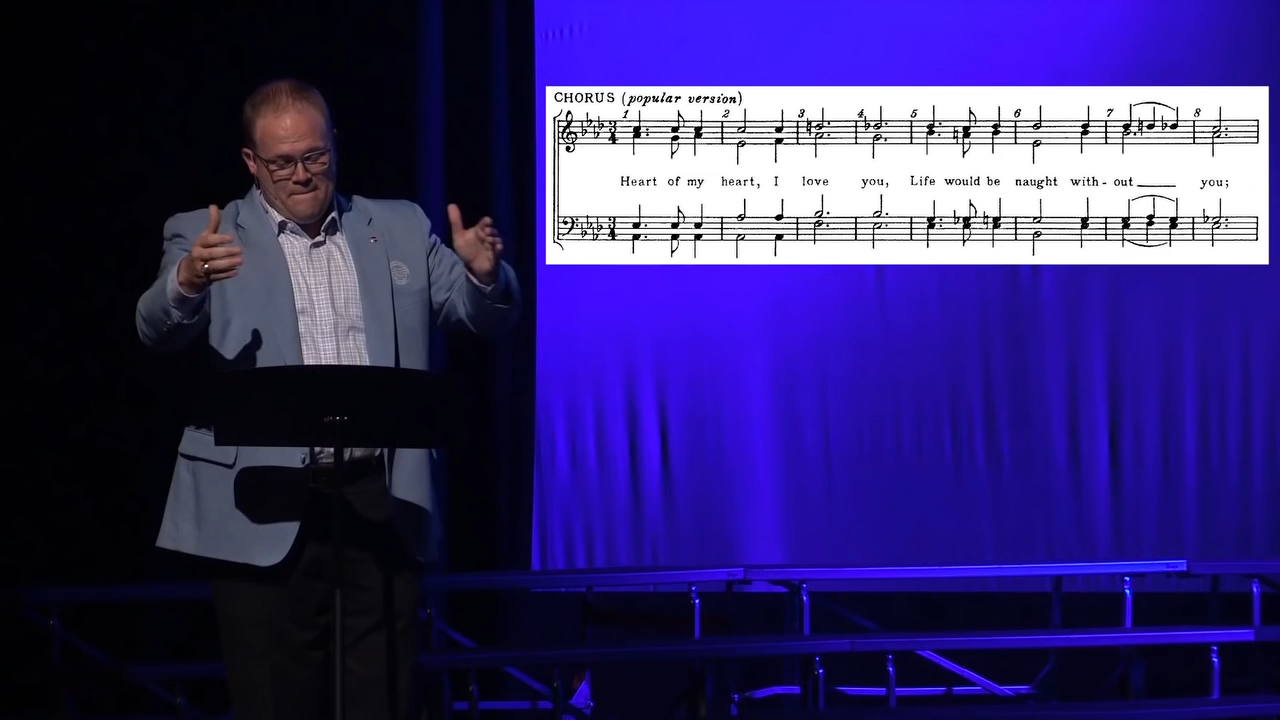 CHORUS (popular version)
1 2 3 4 5 6 7 8
Heart of my heart, I love you, Life would be naught with-out you;